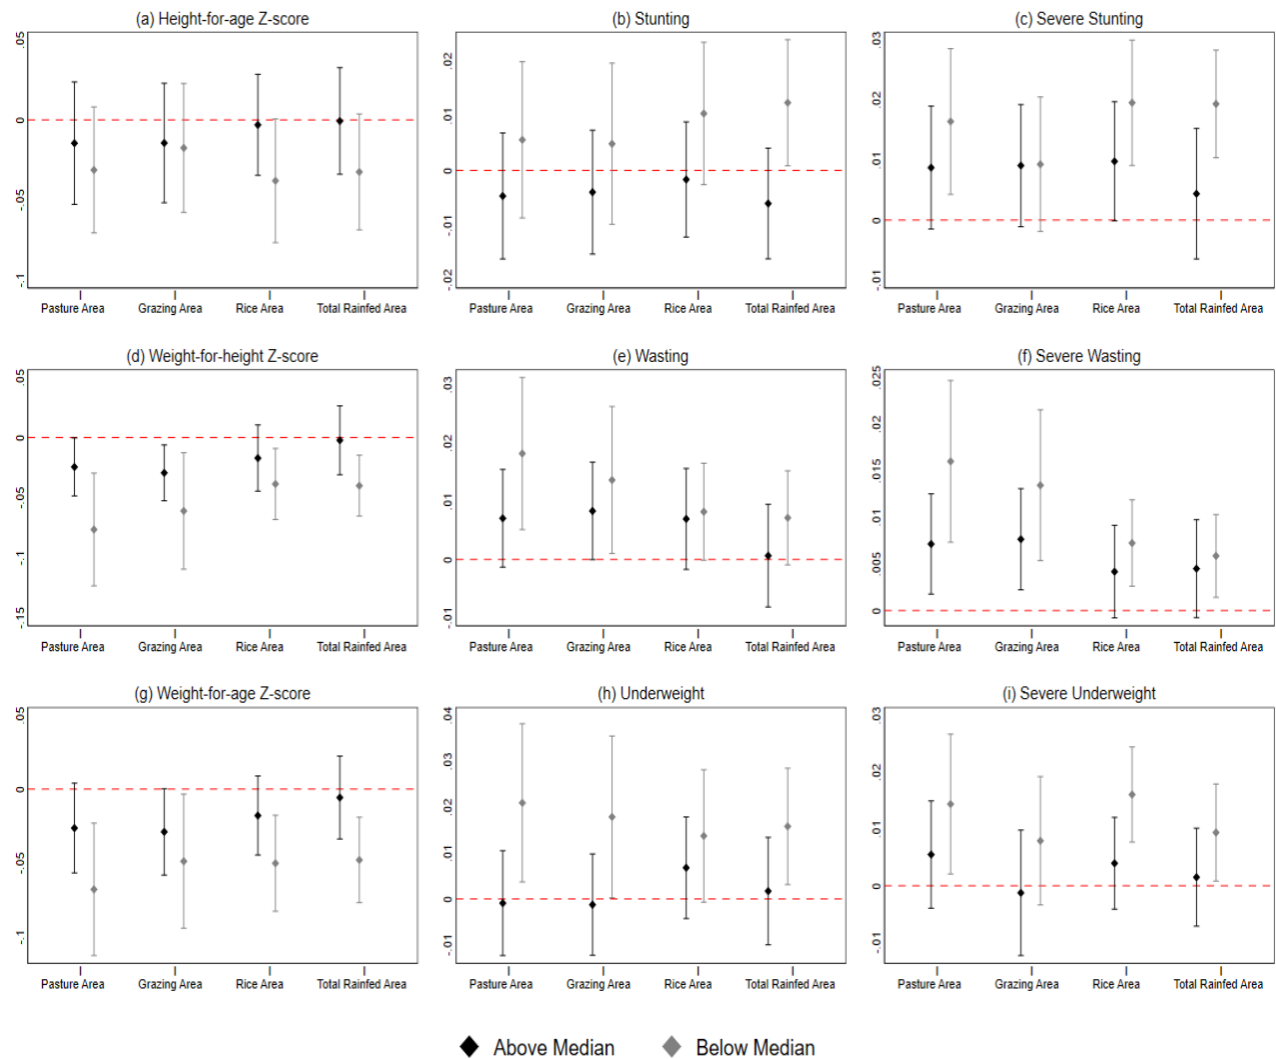 (a) Height-for-age Z-score
.05
0
-.05
-.1
Pasture Area
Grazing Area
Rice Area
Total Rainfed Area
(b) Stunting
.02
.01
0
-.01
-.02
Pasture Area
Grazing Area
Rice Area
Total Rainfed Area
(c) Severe Stunting
.03
.02
.01
0
-.01
Pasture Area
Grazing Area
Rice Area
Total Rainfed Area
(d) Weight-for-height Z-score
.05
0
-.05
-.1
-.15
Pasture Area
Grazing Area
Rice Area
Total Rainfed Area
(e) Wasting
.03
.02
.01
0
-.01
Pasture Area
Grazing Area
Rice Area
Total Rainfed Area
(f) Severe Wasting
.025
.02
.015
.01
.005
0
Pasture Area
Grazing Area
Rice Area
Total Rainfed Area
(g) Weight-for-age Z-score
.05
0
-.05
-.1
Pasture Area
Grazing Area
Rice Area
Total Rainfed Area
(h) Underweight
.04
.03
.02
.01
0
-.01
Pasture Area
Grazing Area
Rice Area
Total Rainfed Area
(i) Severe Underweight
.03
.02
.01
0
-.01
Pasture Area
Grazing Area
Rice Area
Total Rainfed Area
Above Median
Below Median